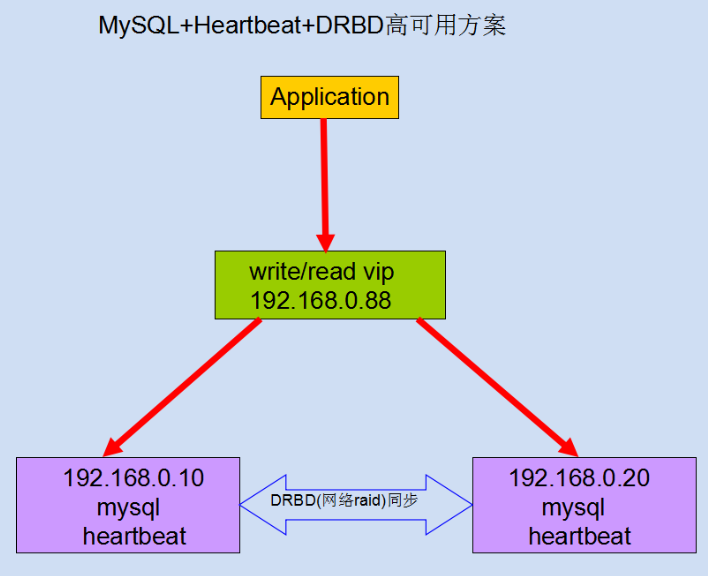 MySQL+Heartbeat+DRBD高可用方案
Application
write/read vip
192.168.0.88
192.168.0.10
mysql
heartbeat
DRBD(网络raid)同步
192.168.0.20
mysql
heartbeat